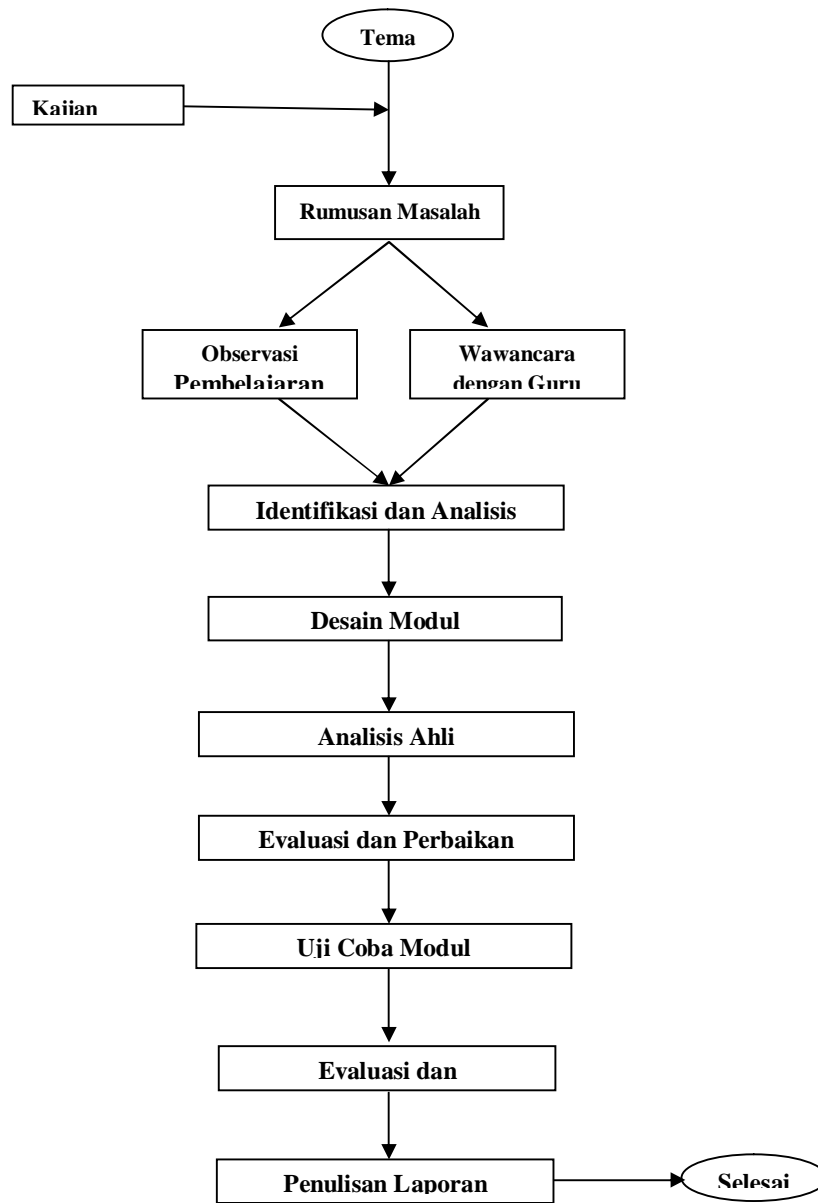 Tema
Kajian
Rumusan Masalah
Observasi
Pembelajaran
Wawancara
dengan Guru
Identifikasi dan Analisis
Desain Modul
Analisis Ahli
Evaluasi dan Perbaikan
Uji Coba Modul
Evaluasi dan
Penulisan Laporan
Selesai